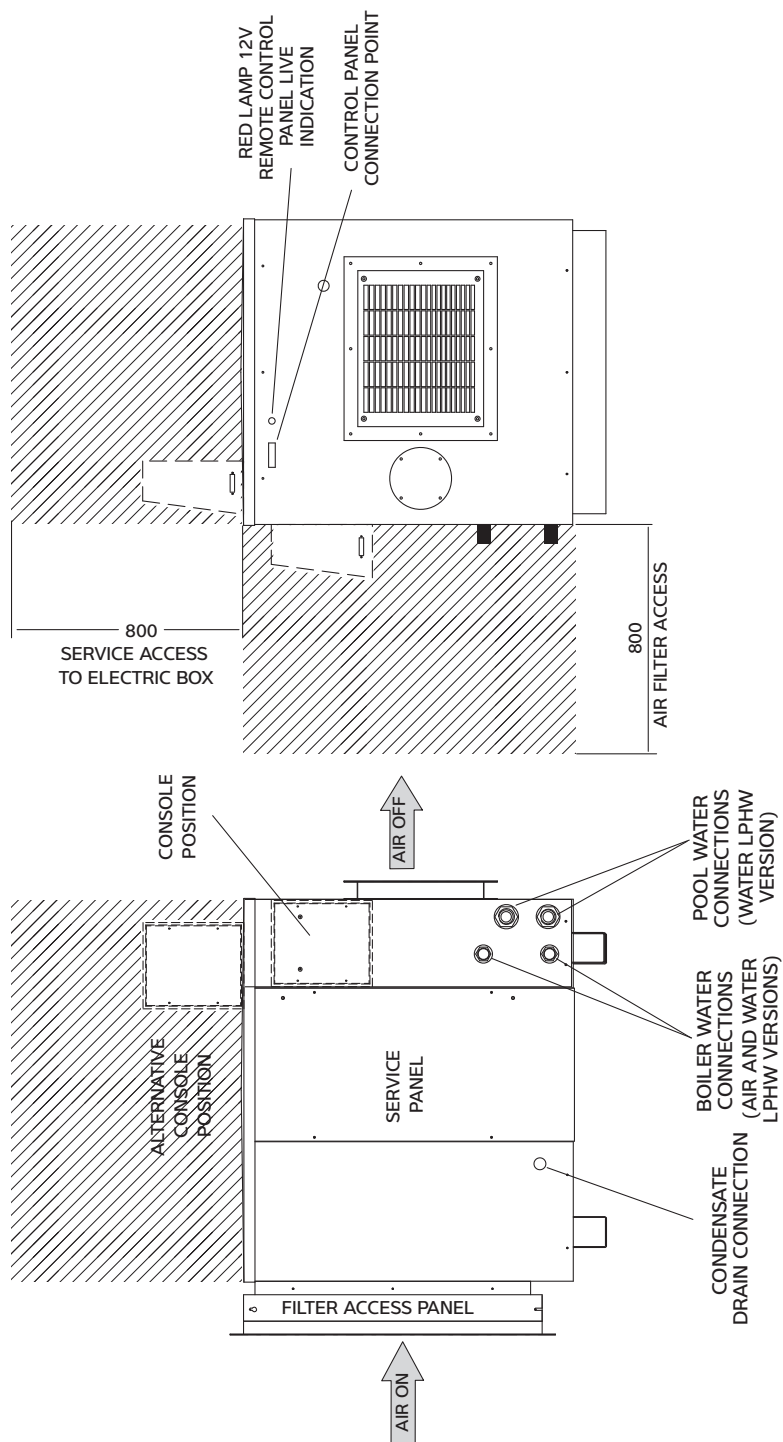 RED LAMP 12V
REMOTE CONTROL
PANEL LIVE
INDICATION
CONTROL PANEL
CONNECTION POINT
800
SERVICE ACCESS
TO ELECTRIC BOX
800
AIR FILTER ACCESS
CONSOLE
POSITION
AIR OFF
ALTERNATIVE
CONSOLE
POSITION
SERVICE
PANEL
POOL WATER
CONNECTIONS
(WATER LPHW
VERSION)
BOILER WATER
CONNECTIONS
(AIR AND WATER
LPHW VERSIONS)
CONDENSATE
DRAIN CONNECTION
FILTER ACCESS PANEL
AIR ON